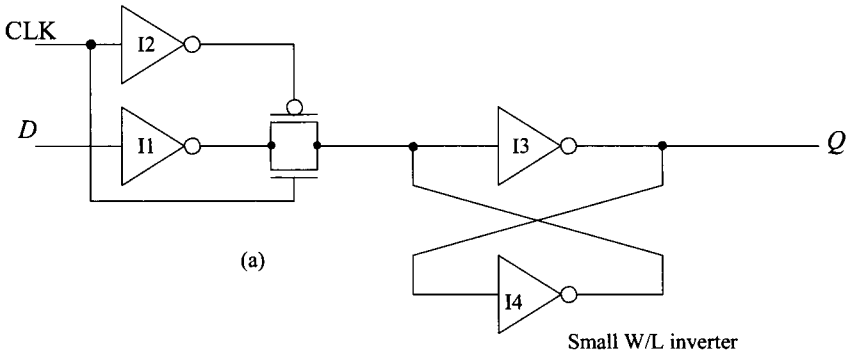 CLK
I2
D
I1
I3
Q
(a)
I4
Small W/L inverter